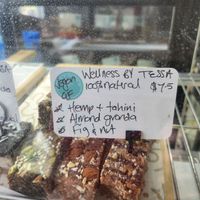 Vegan
GF
Wellness By TESSA
100% natural $7.5
Hemp + tahini
Almond granola
Fig & nut